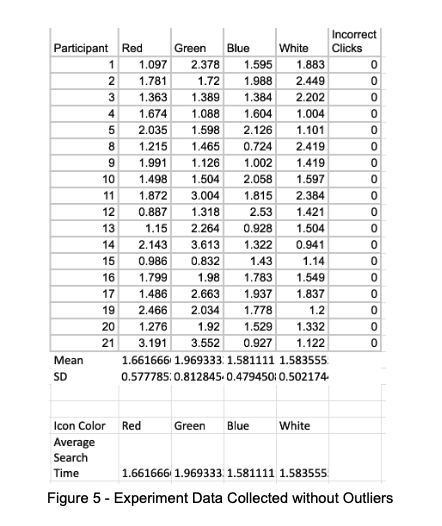 Incorrect
Participant Red Green Blue White Clicks
1 1.097 2.378 1.595 1.883 0
2 1.781 1.72 1.988 2.449 0
3 1.363 1.389 1.384 2.202 0
4 1.674 1.088 1.604 1.004 0
5 2.035 1.598 2.126 1.101 0
8 1.215 1.465 0.724 2.419 0
9 1.991 1.126 1.002 1.419 0
10 1.498 1.504 2.058 1.597 0
11 1.872 3.004 1.815 2.384 0
12 0.887 1.318 2.53 1.421 0
13 1.15 2.264 0.928 1.504 0
14 2.143 3.613 1.322 0.941 0
15 0.986 0.832 1.43 1.14 0
16 1.799 1.98 1.783 1.549 0
17 1.486 2.663 1.937 1.837 0
19 2.466 2.034 1.778 1.2 0
20 1.276 1.92 1.529 1.332 0
21 3.191 3.552 0.927 1.122 0
Mean 1.661666 1.969333 1.581111 1.583555
SD 0.577785 0.812845 0.479450 0.502174
Icon Color Red Green Blue White
Average
Search
Time 1.661666 1.969333 1.581111 1.583555
Figure 5 - Experiment Data Collected without Outliers